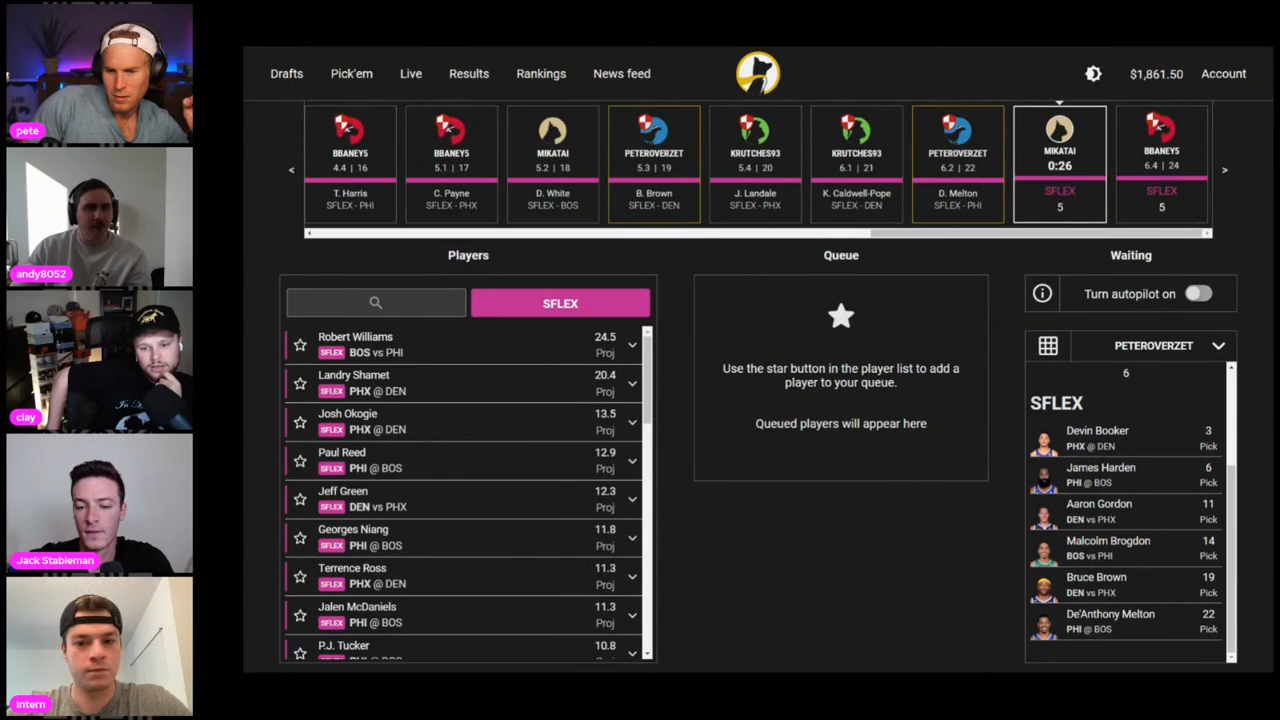 pete
andy8052
clay
Jack Stableman
Intern
Drafts
Pick'em
Live
Results
Rankings
News feed
$1,861.50
Account
<
BBANEY5
4.4 | 16
T. Harris
SFLEX - PHI
BBANEY5
5.1 | 17
C. Payne
SFLEX - PHX
MIKATAI
5.2 | 18
D. White
SFLEX - BOS
PETEROVERZET
5.3 | 19
B. Brown
SFLEX - DEN
KRUTCHES93
5.4 | 20
J. Landale
SFLEX - PHX
KRUTCHES93
6.1 | 21
K. Caldwell-Pope
SFLEX - DEN
PETEROVERZET
6.2 | 22
D. Melton
SFLEX - PHI
MIKATAI
0:26
SFLEX
5
BBANEY5
6.4 | 24
SFLEX
5
>
Players
SFLEX
Robert Williams
24.5
SFLEX BOS vs PHI
Proj
Landry Shamet
20.4
SFLEX PHX @ DEN
Proj
Josh Okogie
13.5
SFLEX PHX @ DEN
Proj
Paul Reed
12.9
SFLEX PHI @ BOS
Proj
Jeff Green
12.3
SFLEX DEN vs PHX
Proj
Georges Niang
11.8
SFLEX PHI @ BOS
Proj
Terrence Ross
11.3
SFLEX PHX @ DEN
Proj
Jalen McDaniels
11.3
SFLEX PHI @ BOS
Proj
P.J. Tucker
10.8
Queue
Use the star button in the player list to add a
player to your queue.
Queued players will appear here
Waiting
Turn autopilot on
PETEROVERZET
6
SFLEX
Devin Booker
3
PHX @ DEN
Pick
James Harden
6
PHI @ BOS
Pick
Aaron Gordon
11
DEN vs PHX
Pick
Malcolm Brogdon
14
BOS vs PHI
Pick
Bruce Brown
19
DEN vs PHX
Pick
De'Anthony Melton
22
PHI @ BOS
Pick